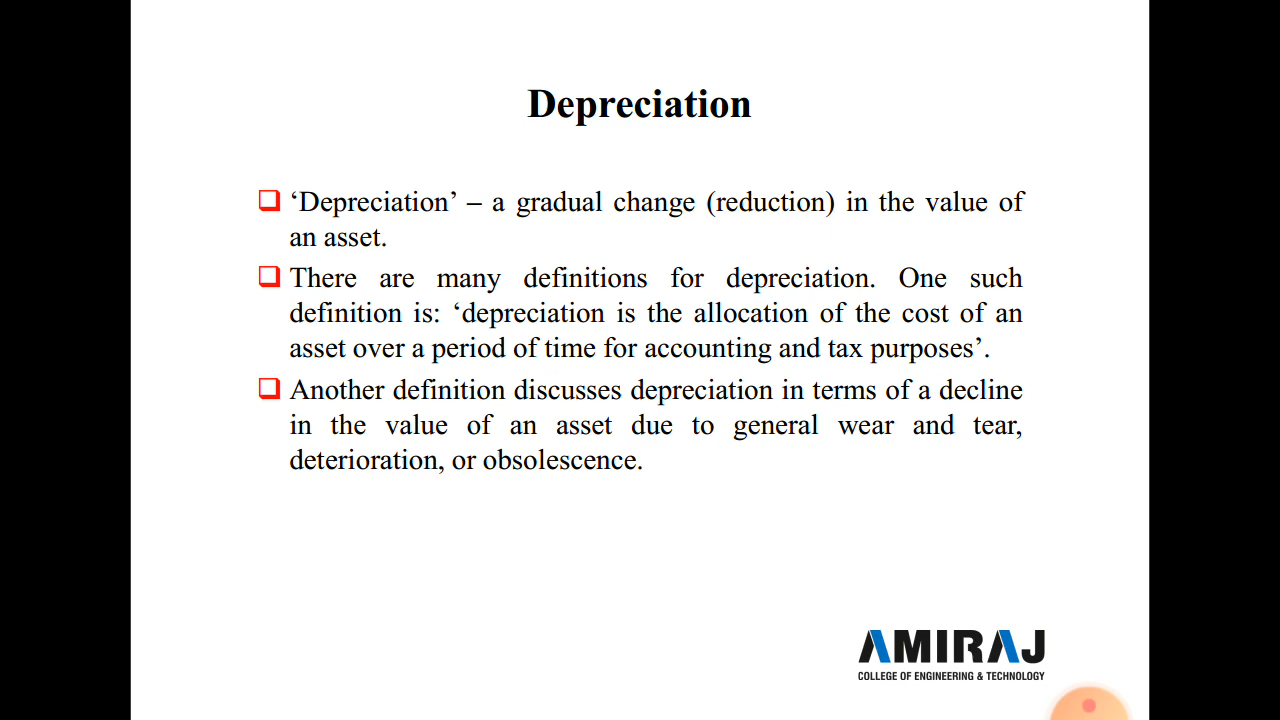 Depreciation
‘Depreciation’ – a gradual change (reduction) in the value of
an asset.
There are many definitions for depreciation. One such
definition is: ‘depreciation is the allocation of the cost of an
asset over a period of time for accounting and tax purposes’.
Another definition discusses depreciation in terms of a decline
in the value of an asset due to general wear and tear,
deterioration, or obsolescence.
AMIRAJ
COLLEGE OF ENGINEERING & TECHNOLOGY